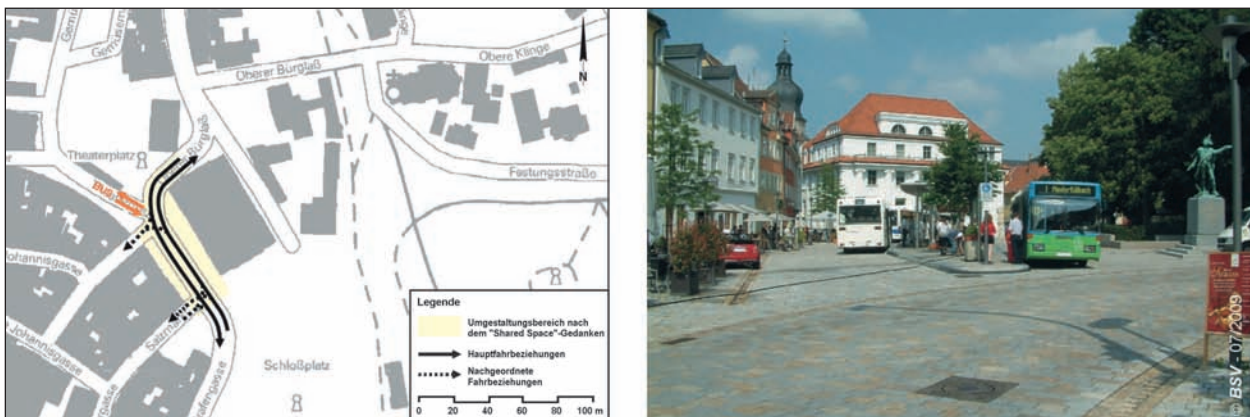 Gemüsem
Obere Klinge
Oberer Bürglaß
N
Theaterplatz
Bürglaß
Bus
Festungsstraße
Johannisgasse
Johannisgasse
Schloßplatz
Legende
Umgestaltungsbereich nach
dem "Shared Space"-Gedanken
Hauptfahrbeziehungen
Nachgeordnete
Fahrbeziehungen
0 20 40 60 80 100 m
© BSV - 07/2009